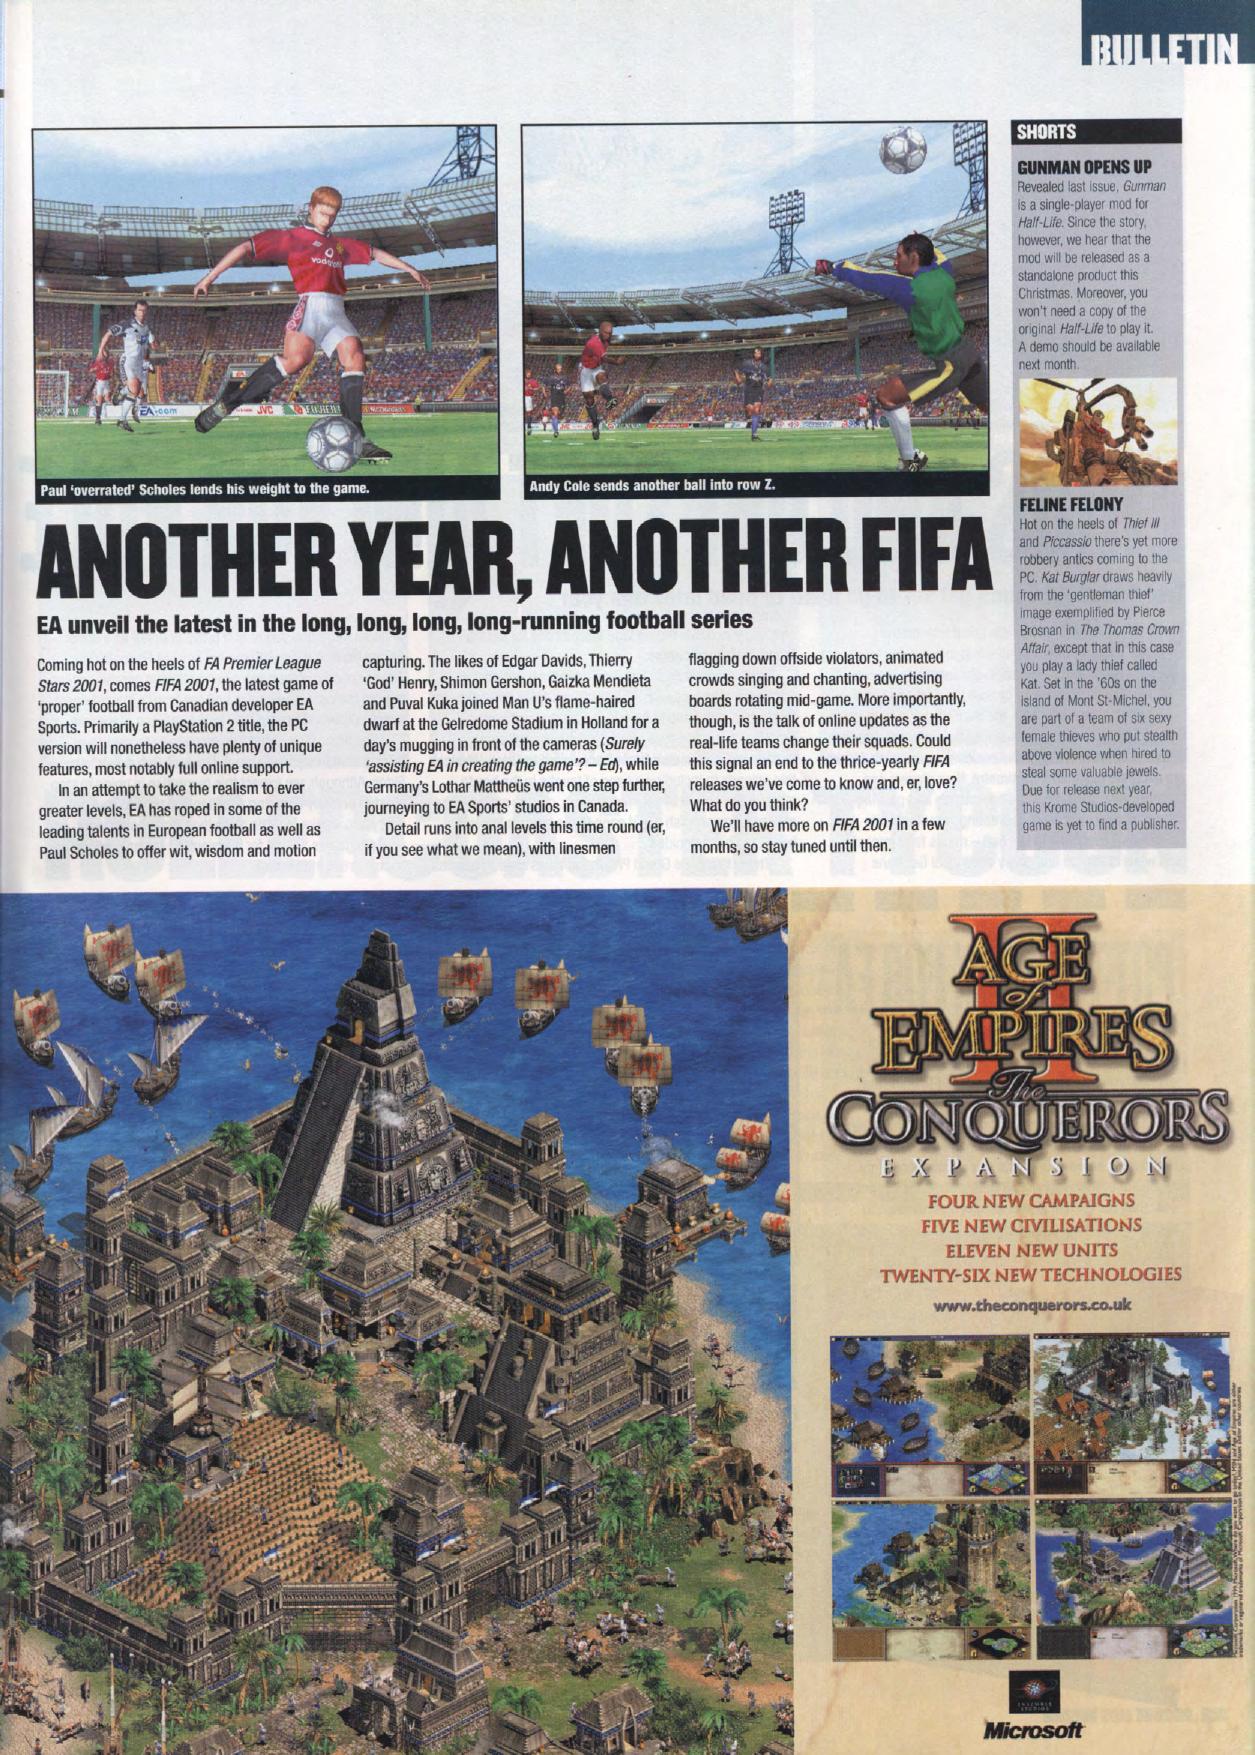 BULLETIN
Paul ‘overrated’ Scholes lends his weight to the game.
Andy Cole sends another ball into row Z.
ANOTHER YEAR, ANOTHER FIFA
EA unveil the latest in the long, long, long, long-running football series
Coming hot on the heels of FA Premier League
Stars 2001, comes FIFA 2001, the latest game of
‘proper’ football from Canadian developer EA
Sports. Primarily a PlayStation 2 title, the PC
version will nonetheless have plenty of unique
features, most notably full online support.
In an attempt to take the realism to ever
greater levels, EA has roped in some of the
leading talents in European football as well as
Paul Scholes to offer wit, wisdom and motion
capturing. The likes of Edgar Davids, Thierry
‘God’ Henry, Shimon Gershon, Gaizka Mendieta
and Puval Kuka joined Man U's flame-haired
dwarf at the Gelredome Stadium in Holland for a
day's mugging in front of the cameras (Surely
‘assisting EA in creating the game’? – Ed), while
Germany's Lothar Mattheüs went one step further,
journeying to EA Sports' studios in Canada.
Detail runs into anal levels this time round (er,
if you see what we mean), with linesmen
flagging down offside violators, animated
crowds singing and chanting, advertising
boards rotating mid-game. More importantly,
though, is the talk of online updates as the
real-life teams change their squads. Could
this signal an end to the thrice-yearly FIFA
releases we've come to know and, er, love?
What do you think?
We'll have more on FIFA 2001 in a few
months, so stay tuned until then.
SHORTS
GUNMAN OPENS UP
Revealed last issue, Gunman
is a single-player mod for
Half-Life. Since the story,
however, we hear that the
mod will be released as a
standalone product this
Christmas. Moreover, you
won't need a copy of the
original Half-Life to play it.
A demo should be available
next month.
FELINE FELONY
Hot on the heels of Thief III
and Piccassio there's yet more
robbery antics coming to the
PC. Kat Burglar draws heavily
from the ‘gentleman thief’
image exemplified by Pierce
Brosnan in The Thomas Crown
Affair, except that in this case
you play a lady thief called
Kat. Set in the '60s on the
island of Mont St-Michel, you
are part of a team of six sexy
female thieves who put stealth
above violence when hired to
steal some valuable jewels.
Due for release next year,
this Krome Studios-developed
game is yet to find a publisher.
vodafone
EA.com
JVC
FUJIFILM
II
AGE
of
EMPIRES
The
CONQUERORS
EXPANSION
FOUR NEW CAMPAIGNS
FIVE NEW CIVILISATIONS
ELEVEN NEW UNITS
TWENTY-SIX NEW TECHNOLOGIES
www.theconquerors.co.uk
ENSEMBLE
STUDIOS
Microsoft